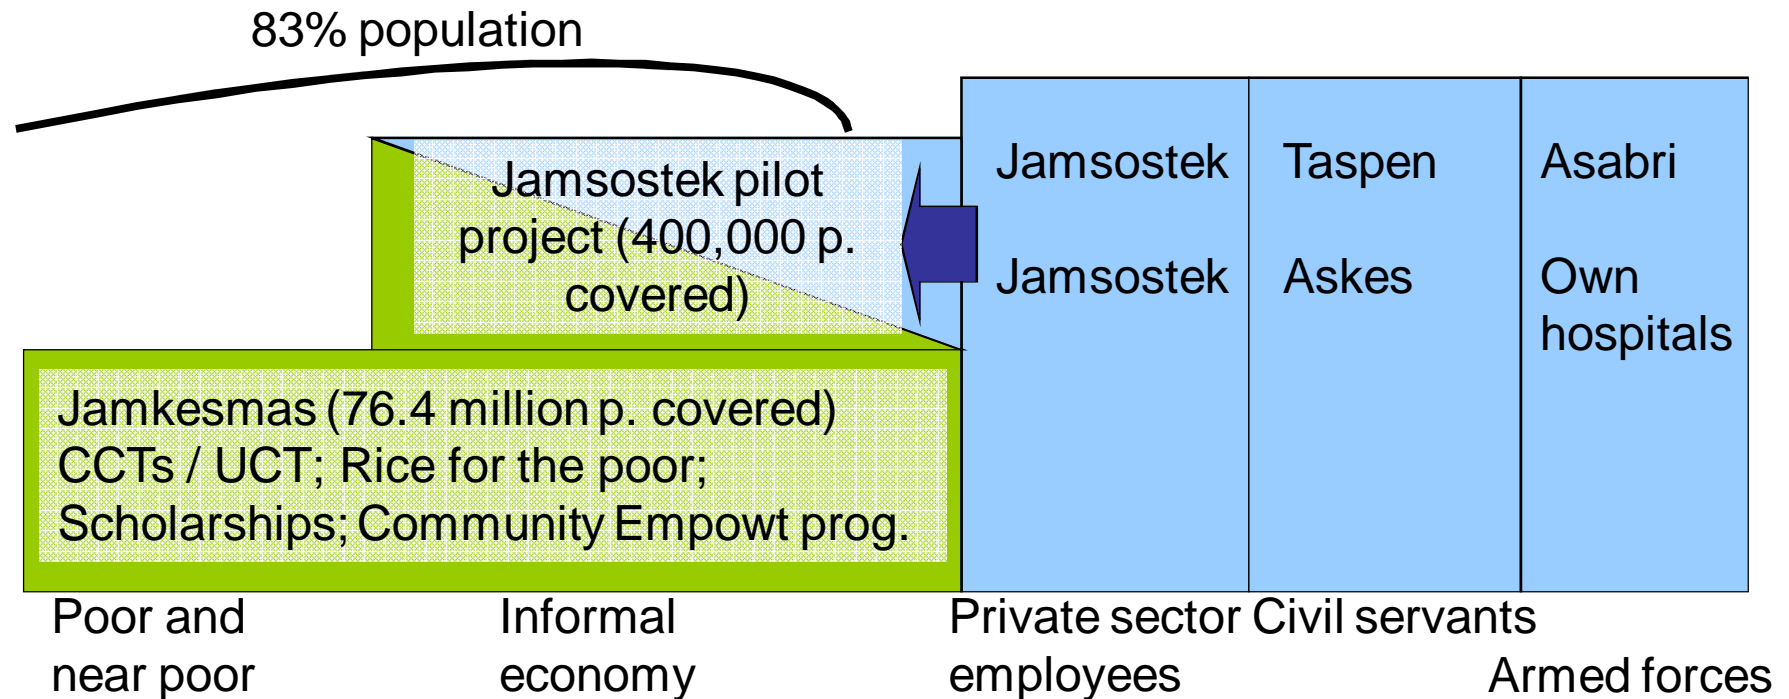 83% population
Jamsostek pilot
project (400,000 p.
covered)
Jamsostek
Taspen
Asabri
Jamsostek
Askes
Own
hospitals
Jamkesmas (76.4 million p. covered)
CCTs / UCT; Rice for the poor;
Scholarships; Community Empowt prog.
Poor and
near poor
Informal
economy
Private sector
employees
Civil servants
Armed forces